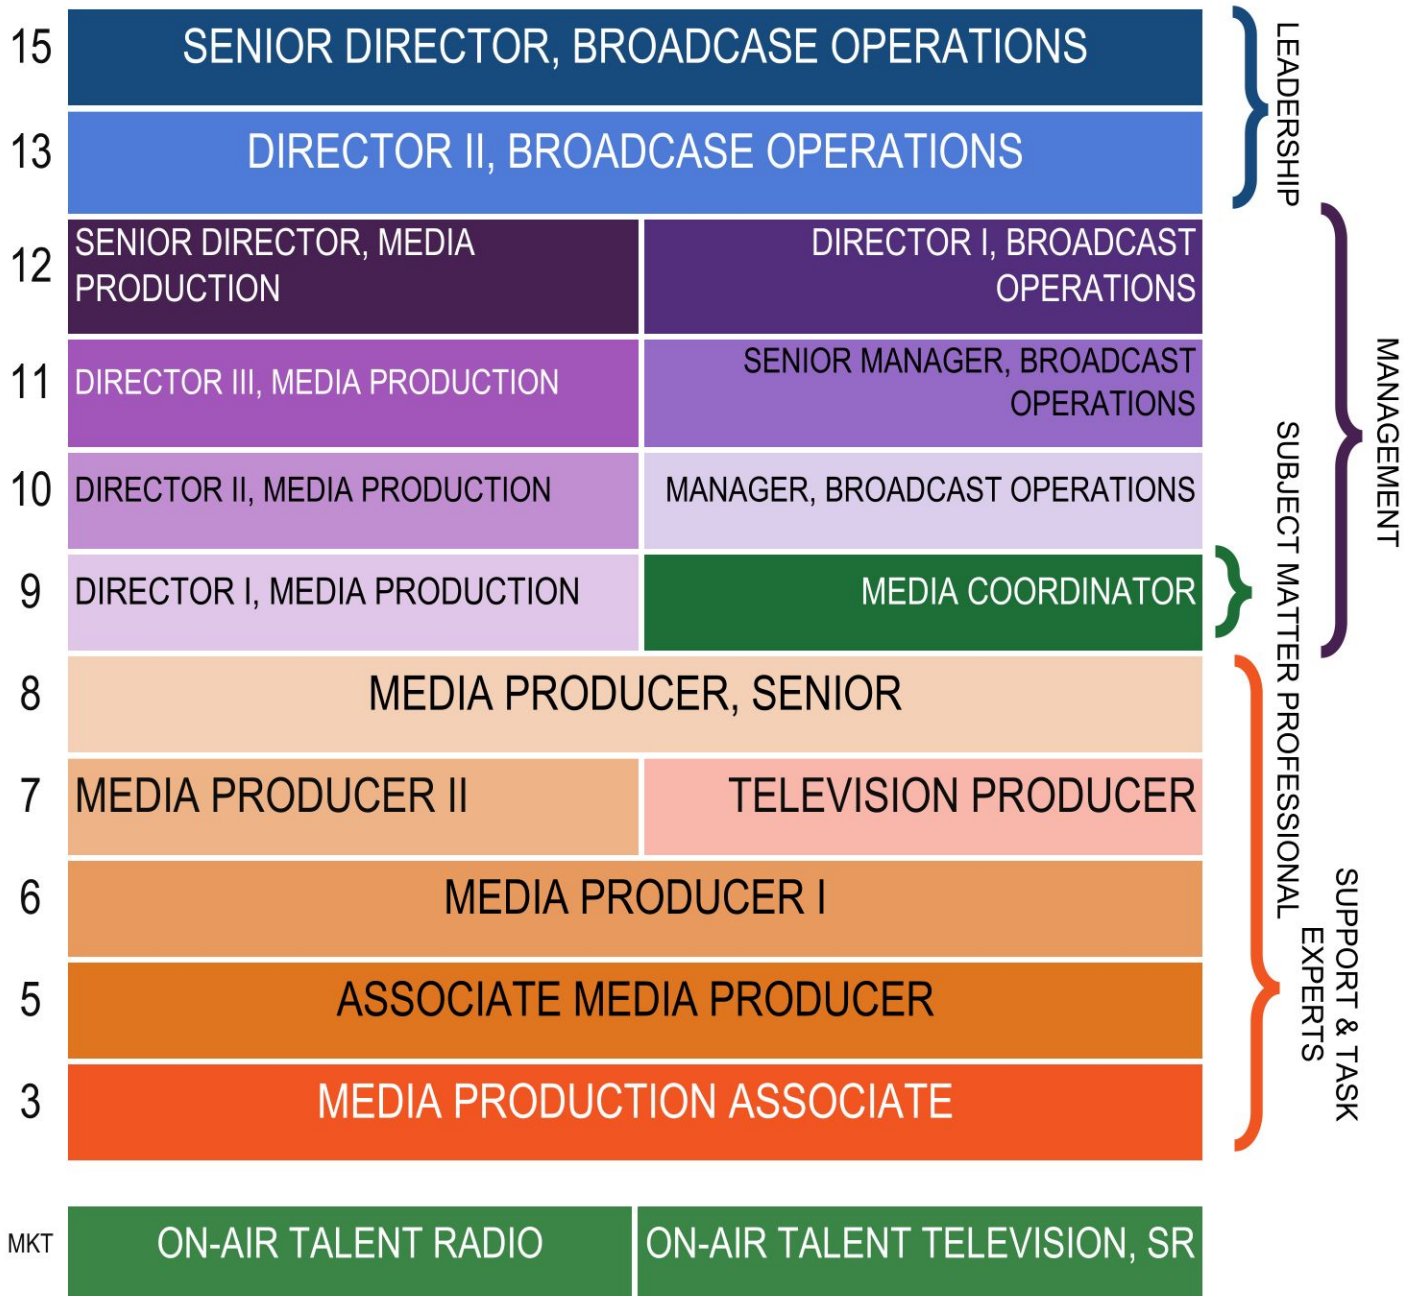 15
SENIOR DIRECTOR, BROADCASE OPERATIONS
13
DIRECTOR II, BROADCASE OPERATIONS
LEADERSHIP
12
SENIOR DIRECTOR, MEDIA
PRODUCTION
DIRECTOR I, BROADCAST
OPERATIONS
11
DIRECTOR III, MEDIA PRODUCTION
SENIOR MANAGER, BROADCAST
OPERATIONS
10
DIRECTOR II, MEDIA PRODUCTION
MANAGER, BROADCAST OPERATIONS
MANAGEMENT
9
DIRECTOR I, MEDIA PRODUCTION
MEDIA COORDINATOR
SUBJECT MATTER PROFESSIONAL
8
MEDIA PRODUCER, SENIOR
7
MEDIA PRODUCER II
TELEVISION PRODUCER
6
MEDIA PRODUCER I
5
ASSOCIATE MEDIA PRODUCER
3
MEDIA PRODUCTION ASSOCIATE
SUPPORT & TASK
EXPERTS
MKT
ON-AIR TALENT RADIO
ON-AIR TALENT TELEVISION, SR